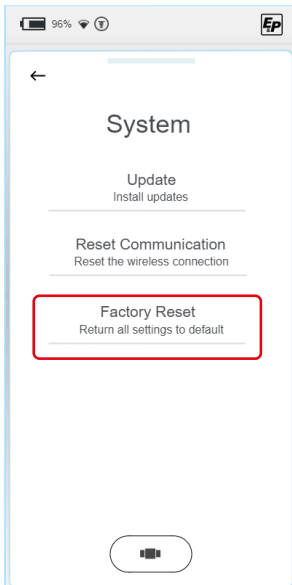 96% T
EP
System
Update
Install updates
Reset Communication
Reset the wireless connection
Factory Reset
Return all settings to default